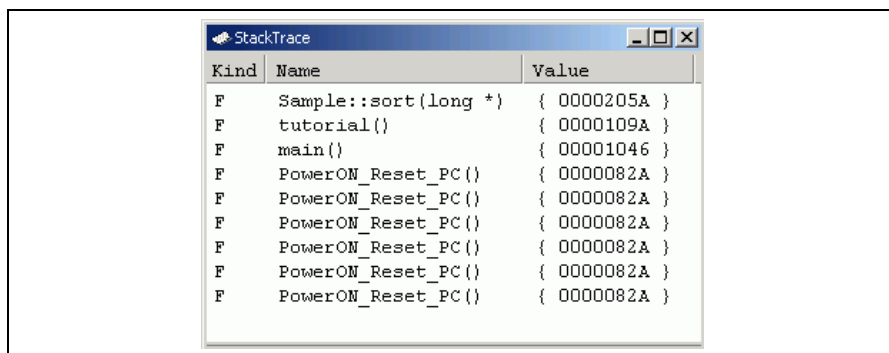 StackTrace
Kind Name Value
F Sample::sort(long *) { 0000205A }
F tutorial() { 0000109A }
F main() { 00001046 }
F PowerON_Reset_PC() { 0000082A }
F PowerON_Reset_PC() { 0000082A }
F PowerON_Reset_PC() { 0000082A }
F PowerON_Reset_PC() { 0000082A }
F PowerON_Reset_PC() { 0000082A }
F PowerON_Reset_PC() { 0000082A }